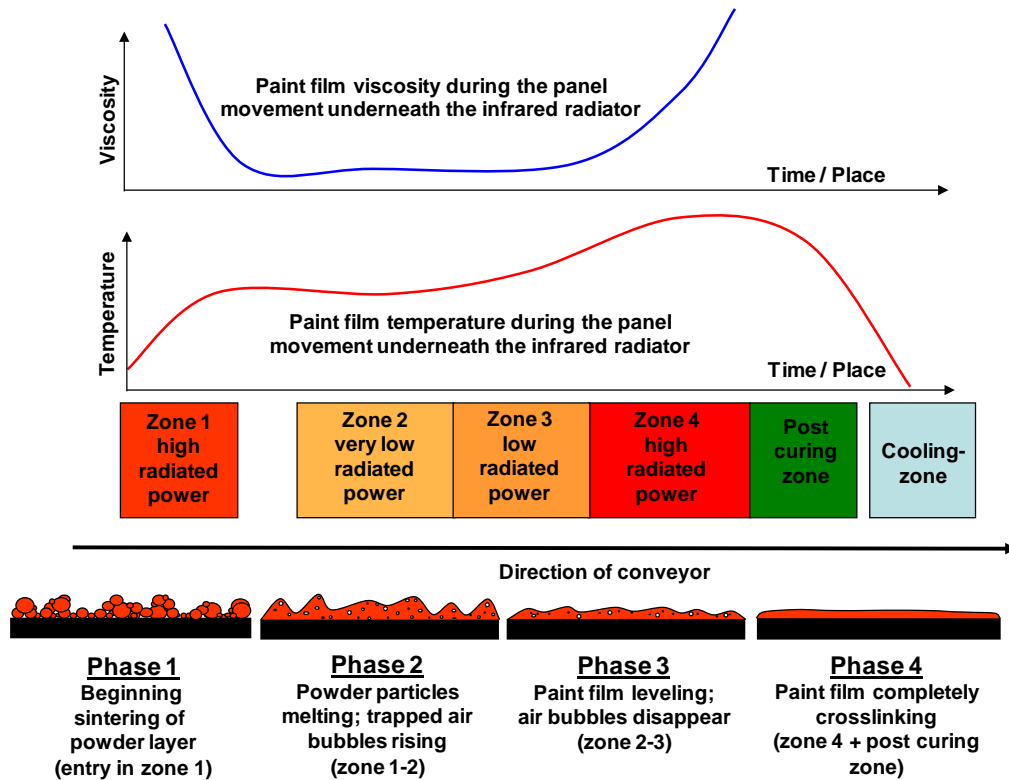 Viscosity
Paint film viscosity during the panel
movement underneath the infrared radiator
Time / Place
Temperature
Paint film temperature during the panel
movement underneath the infrared radiator
Time / Place
Zone 1
high
radiated
power
Zone 2
very low
radiated
power
Zone 3
low
radiated
power
Zone 4
high
radiated
power
Post
curing
zone
Cooling-
zone
Direction of conveyor
Phase 1
Beginning
sintering of
powder layer
(entry in zone 1)
Phase 2
Powder particles
melting; trapped air
bubbles rising
(zone 1-2)
Phase 3
Paint film leveling;
air bubbles disappear
(zone 2-3)
Phase 4
Paint film completely
crosslinking
(zone 4 + post curing
zone)